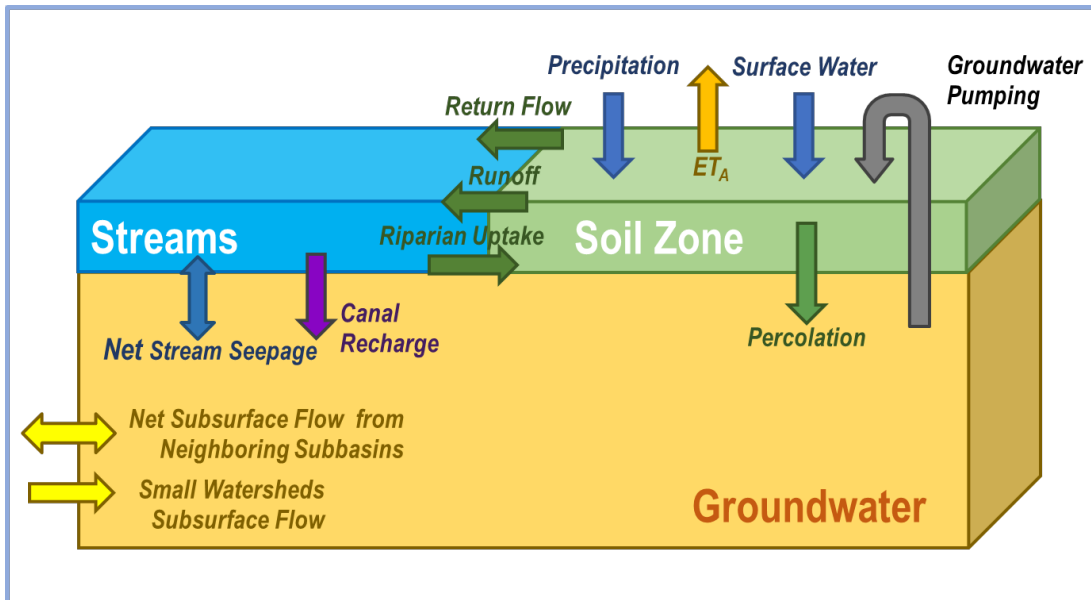 Precipitation
Surface Water
Groundwater
Pumping
Return Flow
ET_A
Runoff
Streams
Riparian Uptake
Soil Zone
Canal
Recharge
Net Stream Seepage
Percolation
Net Subsurface Flow from
Neighboring Subbasins
Small Watersheds
Subsurface Flow
Groundwater